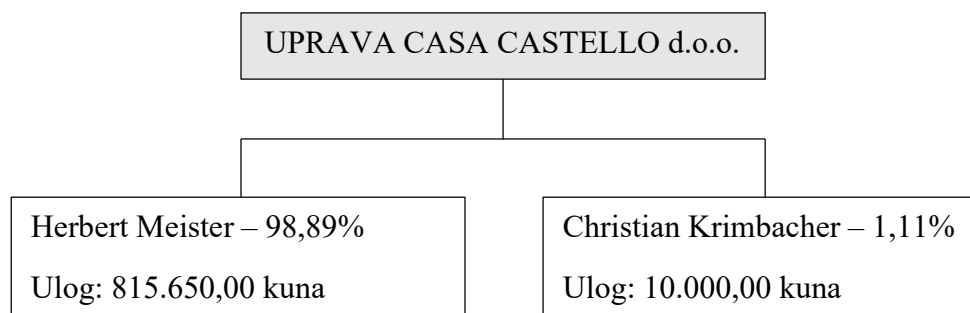 UPRAVA CASA CASTELLO d.o.o.
Herbert Meister – 98,89%
Ulog: 815.650,00 kuna
Christian Krimbacher – 1,11%
Ulog: 10.000,00 kuna